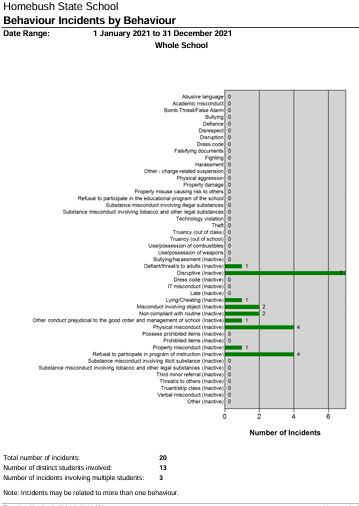 Homebush State School
Behaviour Incidents by Behaviour
Date Range: 1 January 2021 to 31 December 2021
Whole School
Abusive language 0
Academic misconduct 0
Bomb Threat/False Alarm 0
Bullying 0
Defiance 0
Disrespect 0
Disruption 0
Dress code 0
Falsifying documents 0
Fighting 0
Harassment 0
Other - charge-related suspension 0
Physical aggression 0
Property damage 0
Property misuse causing risk to others 0
Refusal to participate in the educational program of the school 0
Substance misconduct involving illegal substances 0
Substance misconduct involving tobacco and other legal substances 0
Technology violation 0
Theft 0
Truancy (out of class) 0
Truancy (out of school) 0
Use/possession of combustibles 0
Use/possession of weapons 0
Bullying/harassment (Inactive) 0
Defiant/threat/s to adults (Inactive) 1
Disruptive (Inactive)
Dress code (Inactive) 0
IT misconduct (Inactive) 0
Late (Inactive) 0
Lying/Cheating (Inactive) 1
Misconduct involving object (Inactive) 2
Non compliant with routine (Inactive) 2
Other conduct prejudicial to the good order and management of school (Inactive) 1
Physical misconduct (Inactive) 4
Possess prohibited items (Inactive) 0
Prohibited items (Inactive) 0
Property misconduct (Inactive) 1
Refusal to participate in program of instruction (Inactive) 4
Substance misconduct involving illicit substance (Inactive) 0
Substance misconduct involving tobacco and other legal substances (Inactive) 0
Third minor referral (Inactive) 0
Threat/s to others (Inactive) 0
Truant/skip class (Inactive) 0
Verbal misconduct (Inactive) 0
Other (Inactive) 0
0 2 4 6
Number of Incidents
Total number of incidents: 20
Number of distinct students involved: 13
Number of incidents involving multiple students: 3
Note: Incidents may be related to more than one behaviour.